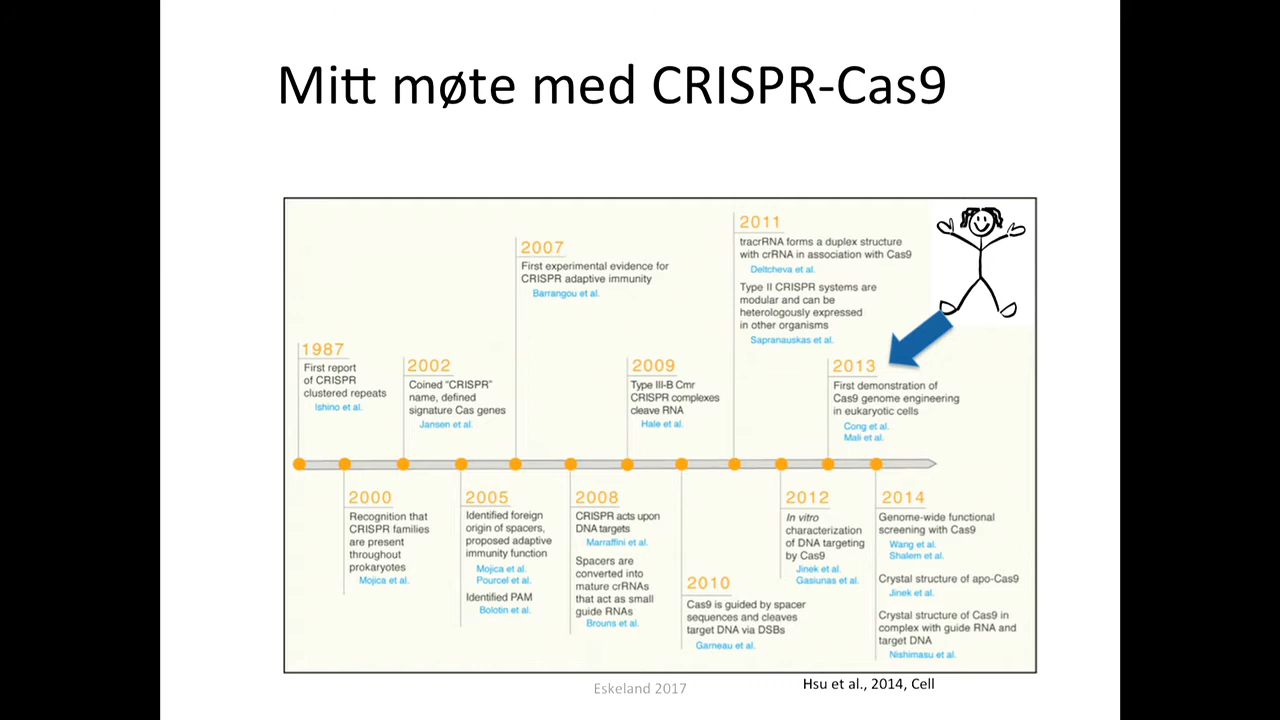 Mitt møte med CRISPR-Cas9
1987
First report
of CRISPR
clustered repeats
Ishino et al.
2000
Recognition that
CRISPR families
are present
throughout
prokaryotes
Mojica et al.
2002
Coined “CRISPR”
name, defined
signature Cas genes
Jansen et al.
2005
Identified foreign
origin of spacers,
proposed adaptive
immunity function
Mojica et al.
Pourcel et al.
Identified PAM
Bolotin et al.
2007
First experimental evidence for
CRISPR adaptive immunity
Barrangou et al.
2008
CRISPR acts upon
DNA targets
Marraffini et al.
Spacers are
converted into
mature crRNAs
that act as small
guide RNAs
Brouns et al.
2009
Type III-B Cmr
CRISPR complexes
cleave RNA
Hale et al.
2010
Cas9 is guided by spacer
sequences and cleaves
target DNA via DSBs
Garneau et al.
2011
tracrRNA forms a duplex structure
with crRNA in association with Cas9
Deltcheva et al.
Type II CRISPR systems are
modular and can be
heterologously expressed
in other organisms
Sapranauskas et al.
2012
In vitro
characterization
of DNA targeting
by Cas9
Jinek et al.
Gasiunas et al.
2013
First demonstration of
Cas9 genome engineering
in eukaryotic cells
Cong et al.
Mali et al.
2014
Genome-wide functional
screening with Cas9
Wang et al.
Shalem et al.
Crystal structure of apo-Cas9
Jinek et al.
Crystal structure of Cas9 in
complex with guide RNA and
target DNA
Nishimasu et al.
Eskeland 2017
Hsu et al., 2014, Cell